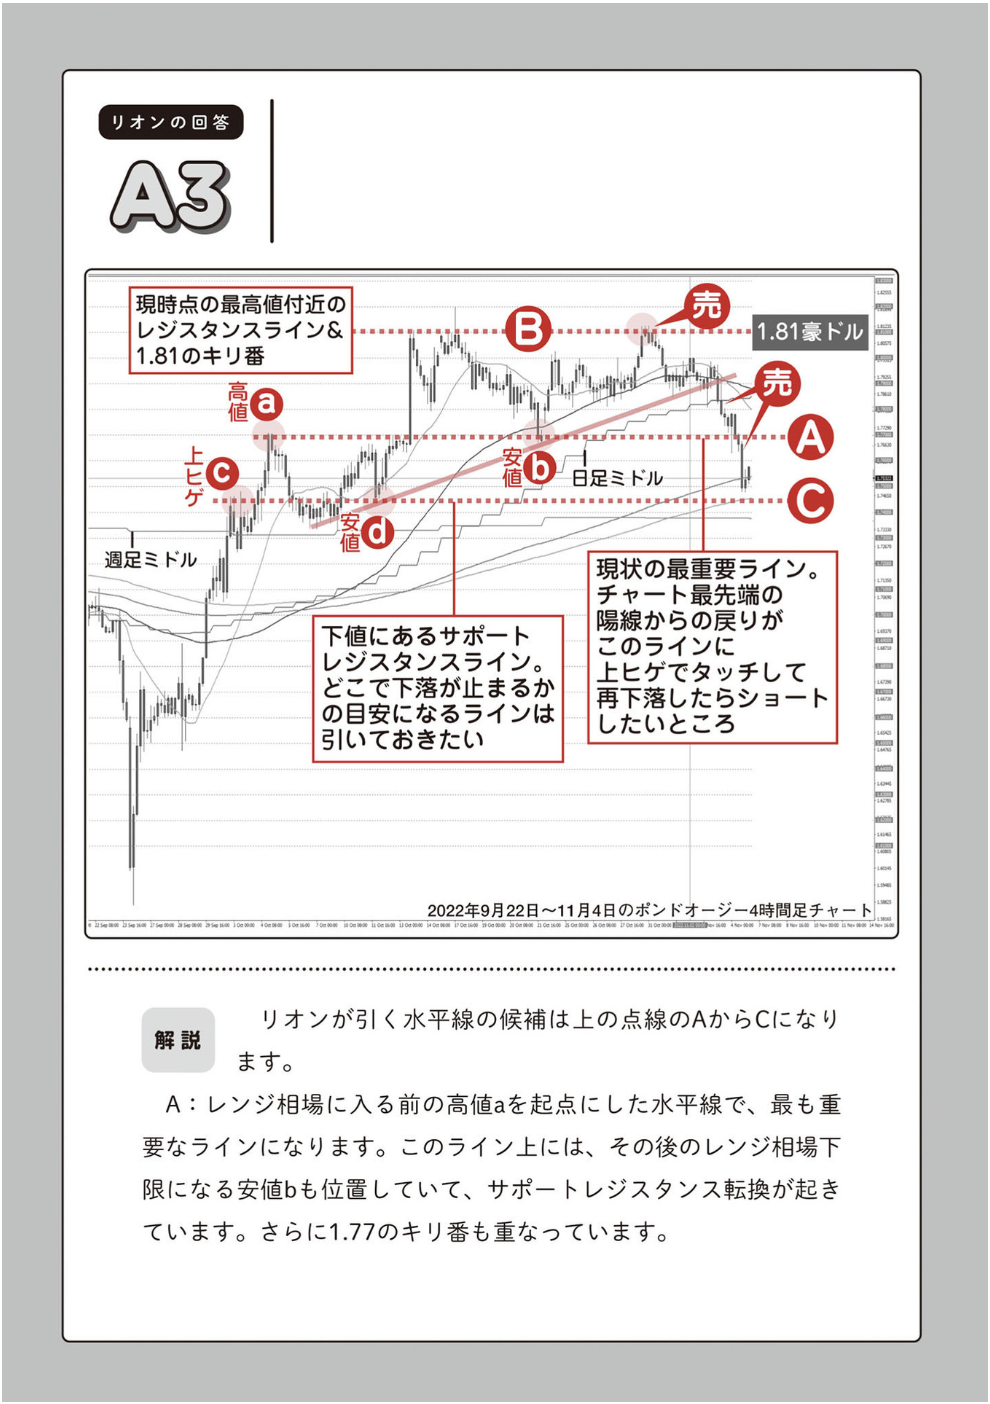 リオンの回答
A3
現時点の最高値付近の
レジスタンスライン&
1.81のキリ番
B
売
1.81豪ドル
高値
a
売
A
上ヒゲ
c
安値
b
日足ミドル
C
安値
d
週足ミドル
現状の最重要ライン。
チャート最先端の
陽線からの戻りが
このラインに
上ヒゲでタッチして
再下落したらショート
したいところ
下値にあるサポート
レジスタンスライン。
どこで下落が止まるか
の目安になるラインは
引いておきたい
2022年9月22日〜11月4日のポンドオージー4時間足チャート
解説
リオンが引く水平線の候補は上の点線のAからCになり
ます。
A：レンジ相場に入る前の高値aを起点にした水平線で、最も重
要なラインになります。このライン上には、その後のレンジ相場下
限になる安値bも位置していて、サポートレジスタンス転換が起き
ています。さらに1.77のキリ番も重なっています。